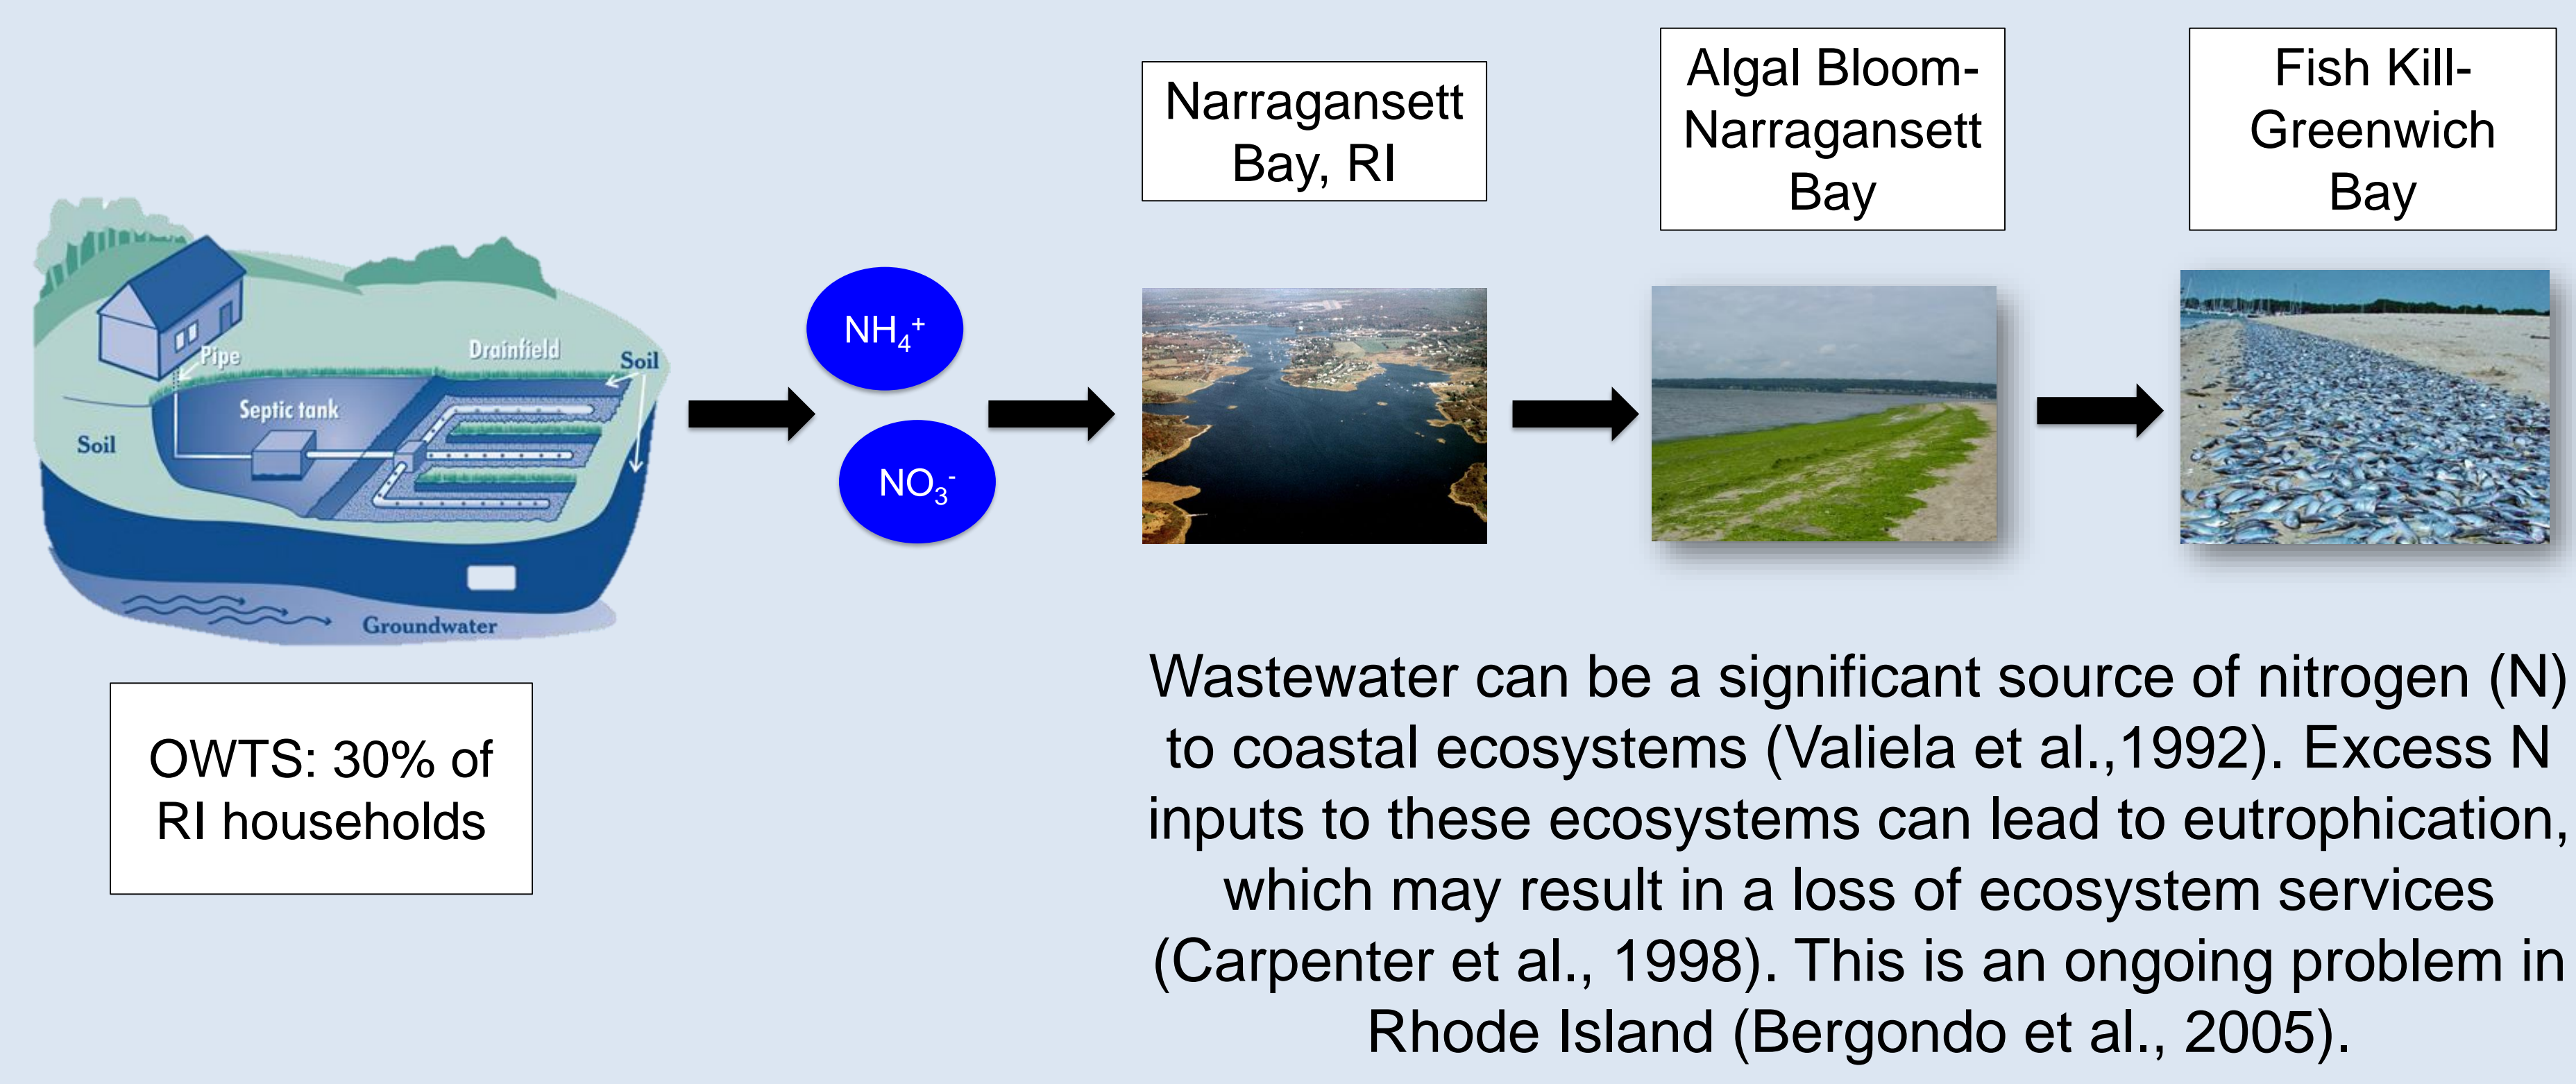 Narragansett
Bay, RI
Algal Bloom-
Narragansett
Bay
Fish Kill-
Greenwich
Bay
Pipe
Drainfield
Soil
Septic tank
Soil
Groundwater
NH₄⁺
NO₃⁻
OWTS: 30% of
RI households
Wastewater can be a significant source of nitrogen (N)
to coastal ecosystems (Valiela et al.,1992). Excess N
inputs to these ecosystems can lead to eutrophication,
which may result in a loss of ecosystem services
(Carpenter et al., 1998). This is an ongoing problem in
Rhode Island (Bergondo et al., 2005).